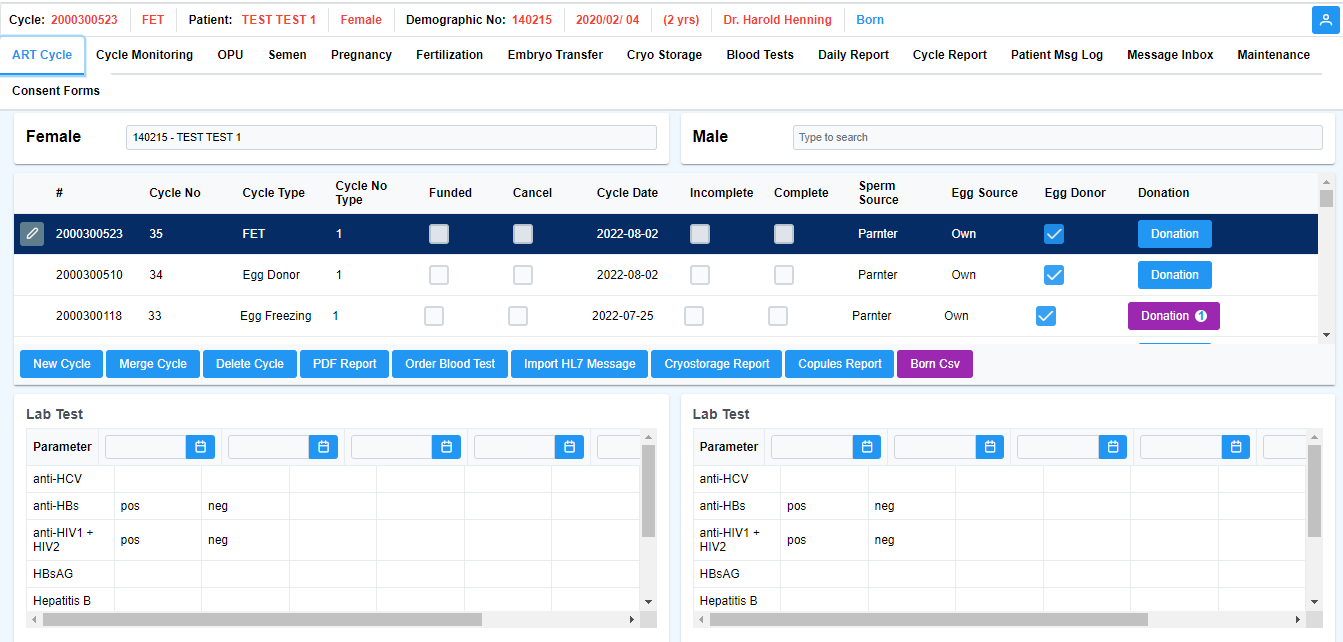 Cycle: 2000300523 FET Patient: TEST TEST 1 Female Demographic No: 140215 2020/02/ 04 (2 yrs) Dr. Harold Henning Born
ART Cycle Cycle Monitoring OPU Semen Pregnancy Fertilization Embryo Transfer Cryo Storage Blood Tests Daily Report Cycle Report Patient Msg Log Message Inbox Maintenance
Consent Forms
Female 140215 - TEST TEST 1 Male Type to search
# Cycle No Cycle Type Cycle No Type Funded Cancel Cycle Date Incomplete Complete Sperm Source Egg Source Egg Donor Donation
2000300523 35 FET 1 2022-08-02 Parnter Own Donation
2000300510 34 Egg Donor 1 2022-08-02 Parnter Own Donation
2000300118 33 Egg Freezing 1 2022-07-25 Parnter Own Donation 1
New Cycle Merge Cycle Delete Cycle PDF Report Order Blood Test Import HL7 Message Cryostorage Report Copules Report Born Csv
Lab Test Lab Test
Parameter Parameter
anti-HCV anti-HCV
anti-HBs pos neg anti-HBs pos neg
anti-HIV1 + HIV2 pos neg anti-HIV1 + HIV2 pos neg
HBsAG HBsAG
Hepatitis B Hepatitis B